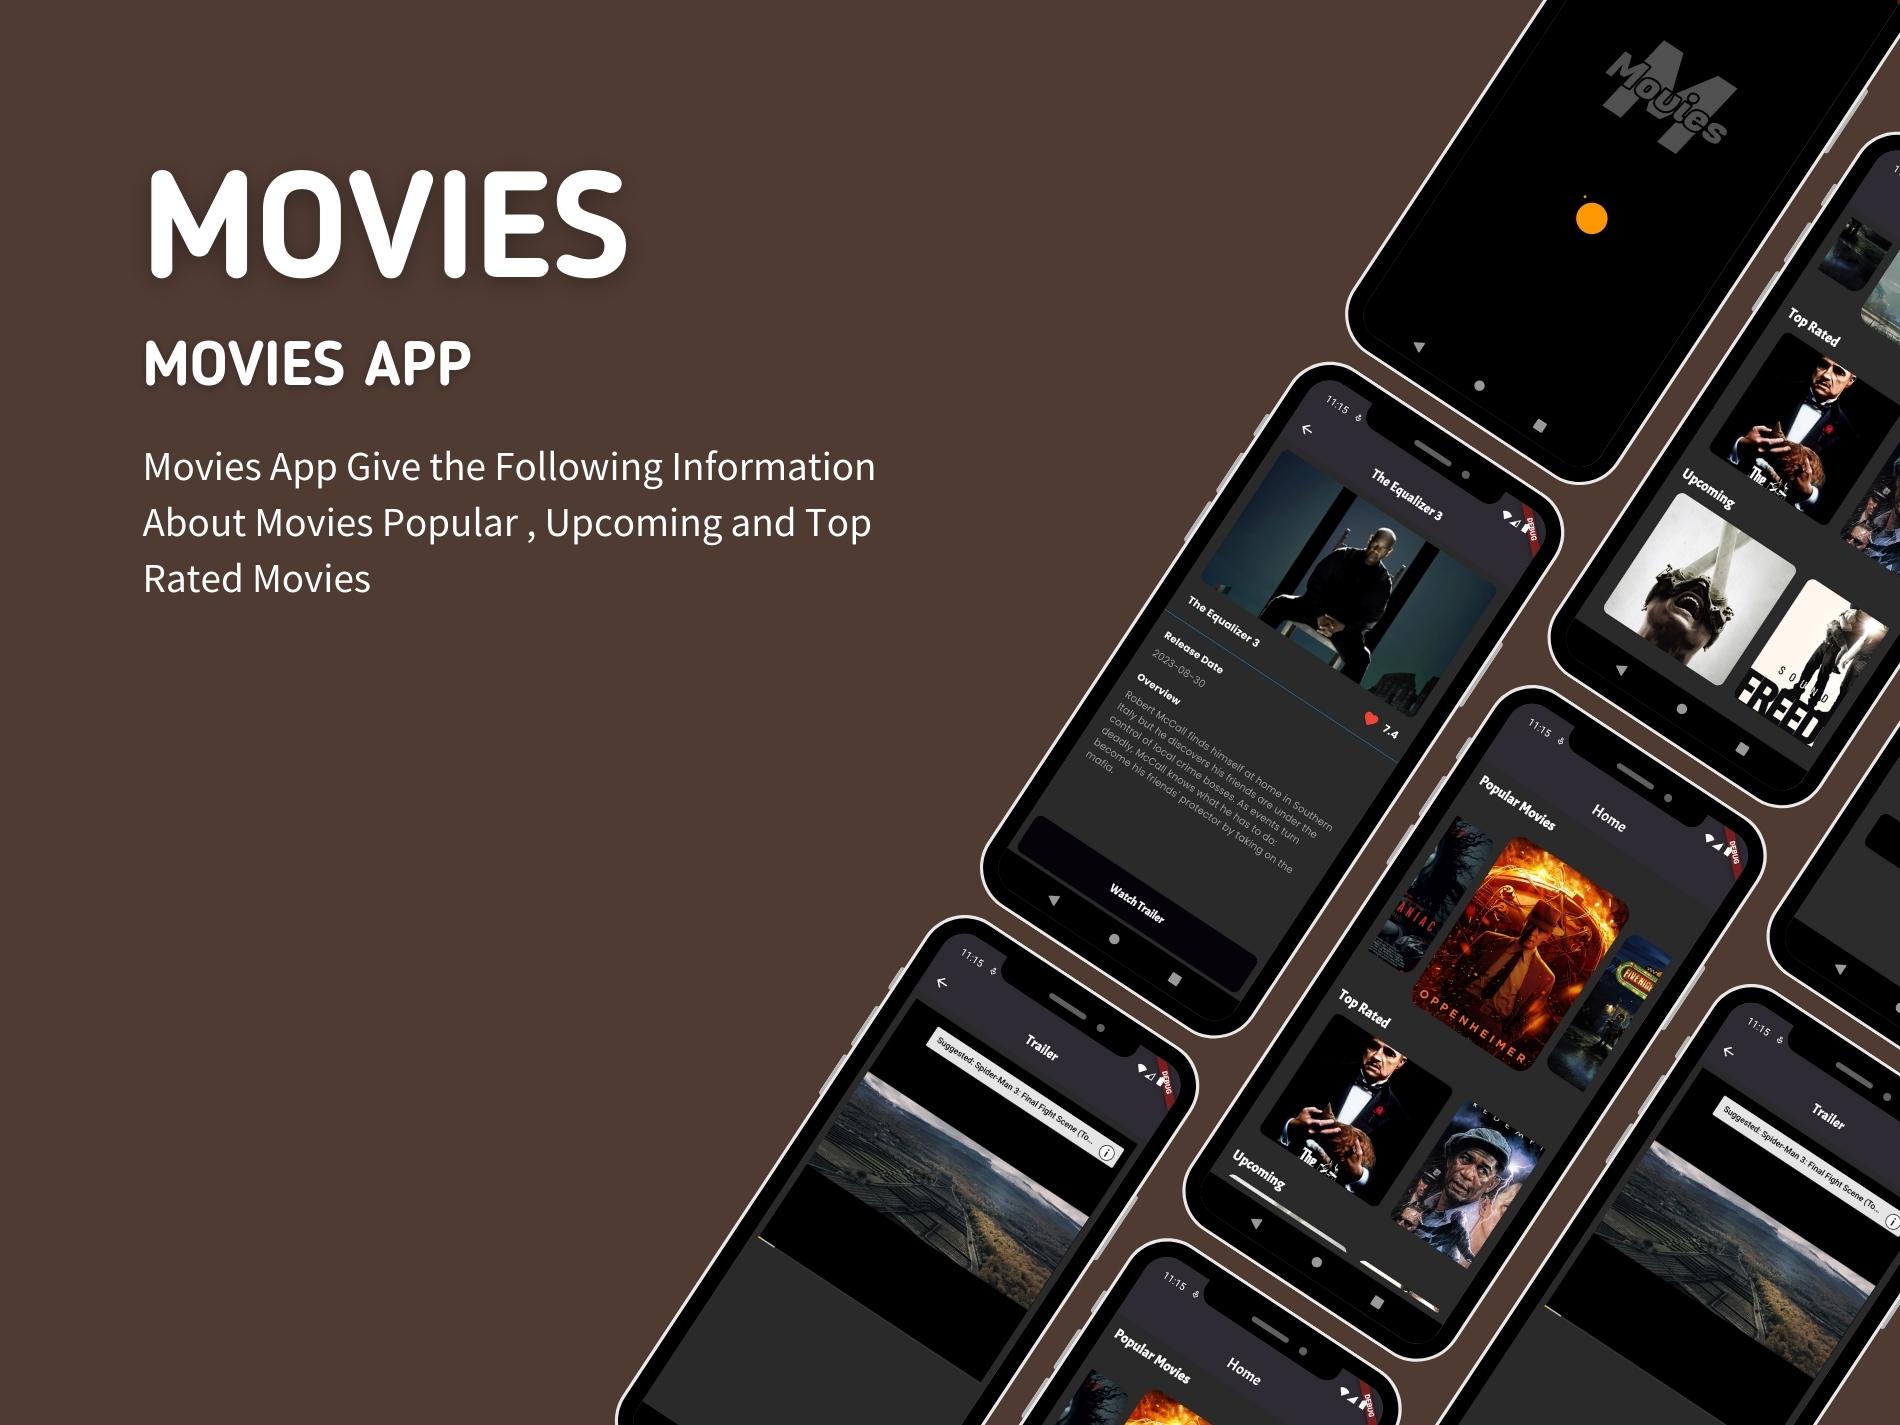 MOVIES
MOVIES APP
Movies App Give the Following Information
About Movies Popular , Upcoming and Top
Rated Movies
M
Movies
Top Rated
The
Upcoming
SOUND
FREED
11:15
The Equalizer 3
DEBUG
The Equalizer 3
7.4
Release Date
2023-08-30
Overview
Robert McCall finds himself at home in Southern
Italy but he discovers his friends are under the
control of local crime bosses. As events turn
deadly, McCall knows what he has to do:
become his friends' protector by taking on the
mafia.
Watch Trailer
11:15
Home
DEBUG
Popular Movies
ANIAC
OPPENHEIMER
FIVE NIGH
Top Rated
The
REDEMP
Upcoming
11:15
Trailer
DEBUG
Suggested: Spider-Man 3: Final Fight Scene (To...
11:15
Home
DEBUG
Popular Movies
11:15
Trailer
Suggested: Spider-Man 3: Final Fight Scene (To...